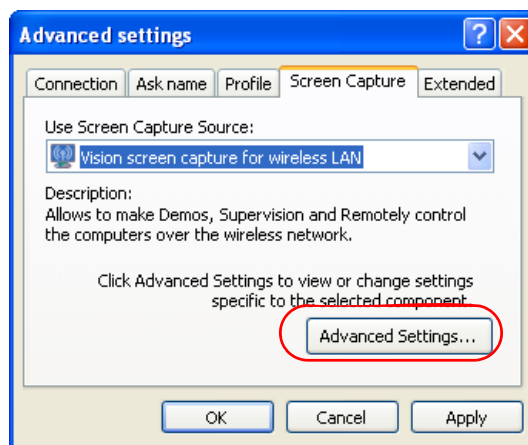 Advanced settings
Connection Ask name Profile Screen Capture Extended
Use Screen Capture Source:
Vision screen capture for wireless LAN
Description:
Allows to make Demos, Supervision and Remotely control
the computers over the wireless network.
Click Advanced Settings to view or change settings
specific to the selected component.
Advanced Settings...
OK Cancel Apply